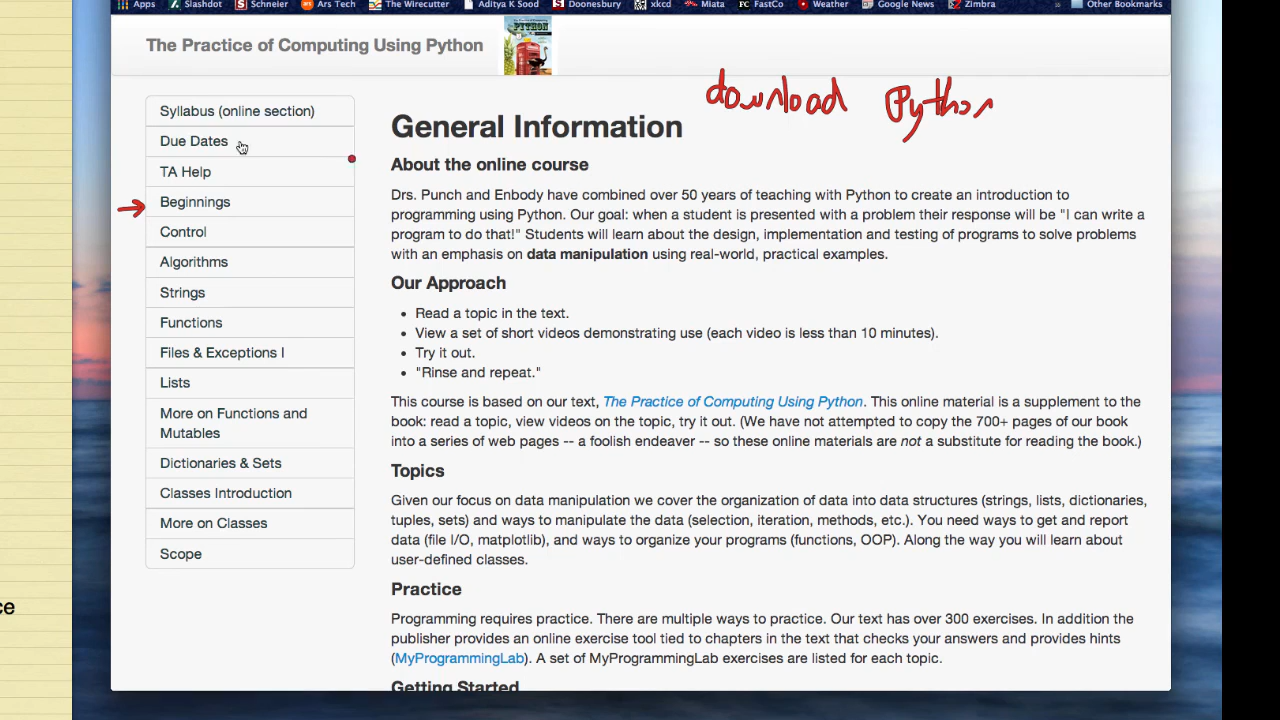 Apps Slashdot Schneier Ars Tech The Wirecutter Aditya K Sood Doonesbury xkcd Miata FastCo Weather Google News Zimbra » Other Bookmarks
The Practice of Computing Using Python
PYTHON
download Python
Syllabus (online section)
Due Dates
TA Help
Beginnings
Control
Algorithms
Strings
Functions
Files & Exceptions I
Lists
More on Functions and
Mutables
Dictionaries & Sets
Classes Introduction
More on Classes
Scope
General Information
About the online course
Drs. Punch and Enbody have combined over 50 years of teaching with Python to create an introduction to
programming using Python. Our goal: when a student is presented with a problem their response will be "I can write a
program to do that!" Students will learn about the design, implementation and testing of programs to solve problems
with an emphasis on data manipulation using real-world, practical examples.
Our Approach
• Read a topic in the text.
• View a set of short videos demonstrating use (each video is less than 10 minutes).
• Try it out.
• "Rinse and repeat."
This course is based on our text, The Practice of Computing Using Python. This online material is a supplement to the
book: read a topic, view videos on the topic, try it out. (We have not attempted to copy the 700+ pages of our book
into a series of web pages -- a foolish endeaver -- so these online materials are not a substitute for reading the book.)
Topics
Given our focus on data manipulation we cover the organization of data into data structures (strings, lists, dictionaries,
tuples, sets) and ways to manipulate the data (selection, iteration, methods, etc.). You need ways to get and report
data (file I/O, matplotlib), and ways to organize your programs (functions, OOP). Along the way you will learn about
user-defined classes.
Practice
Programming requires practice. There are multiple ways to practice. Our text has over 300 exercises. In addition the
publisher provides an online exercise tool tied to chapters in the text that checks your answers and provides hints
(MyProgrammingLab). A set of MyProgrammingLab exercises are listed for each topic.
Getting Started
ce